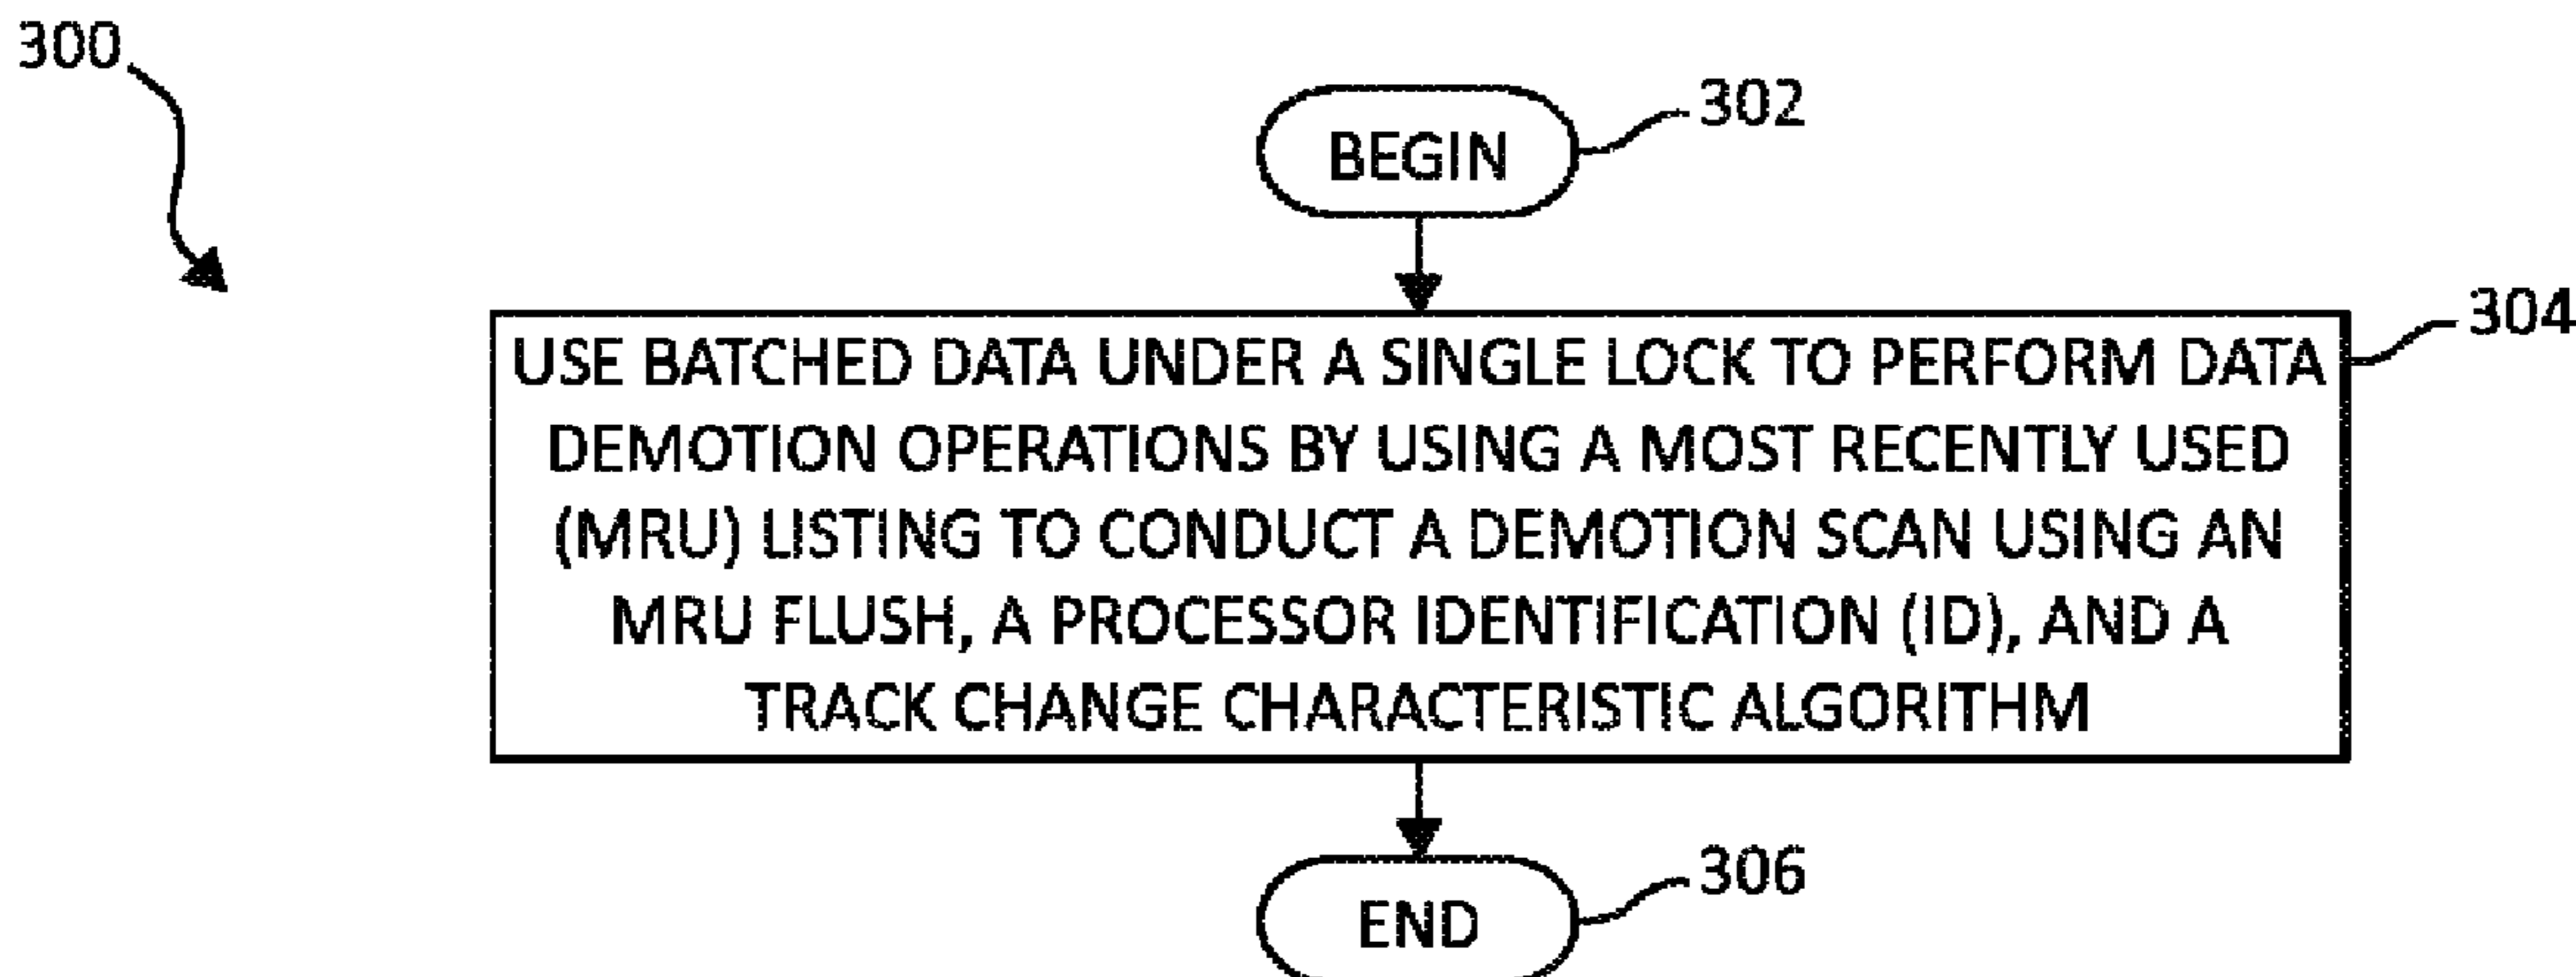 300
302
BEGIN
304
USE BATCHED DATA UNDER A SINGLE LOCK TO PERFORM DATA
DEMOTION OPERATIONS BY USING A MOST RECENTLY USED
(MRU) LISTING TO CONDUCT A DEMOTION SCAN USING AN
MRU FLUSH, A PROCESSOR IDENTIFICATION (ID), AND A
TRACK CHANGE CHARACTERISTIC ALGORITHM
306
END